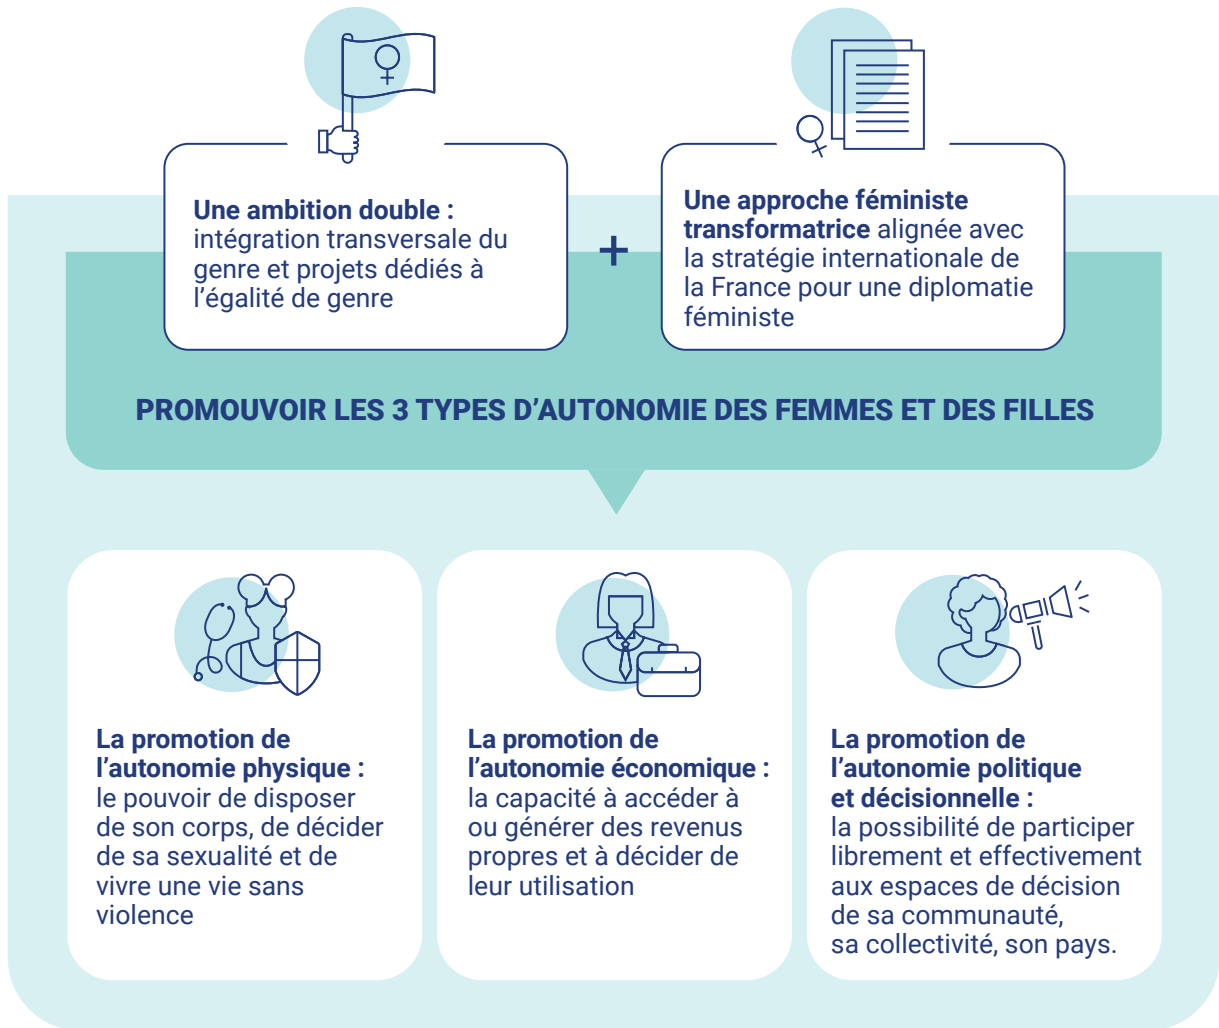 Une ambition double :
intégration transversale du
genre et projets dédiés à
l’égalité de genre
+
Une approche féministe
transformatrice alignée avec
la stratégie internationale de
la France pour une diplomatie
féministe
PROMOUVOIR LES 3 TYPES D’AUTONOMIE DES FEMMES ET DES FILLES
La promotion de
l’autonomie physique :
le pouvoir de disposer
de son corps, de décider
de sa sexualité et de
vivre une vie sans
violence
La promotion de
l’autonomie économique :
la capacité à accéder à
ou générer des revenus
propres et à décider de
leur utilisation
La promotion de
l’autonomie politique
et décisionnelle :
la possibilité de participer
librement et effectivement
aux espaces de décision
de sa communauté,
sa collectivité, son pays.